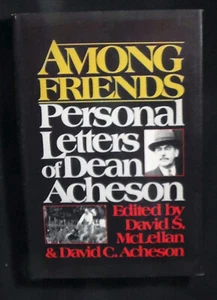 AMONG
FRIENDS
Personal
Letters
of Dean
Acheson
Edited by
David S.
McLellan
& David C. Acheson